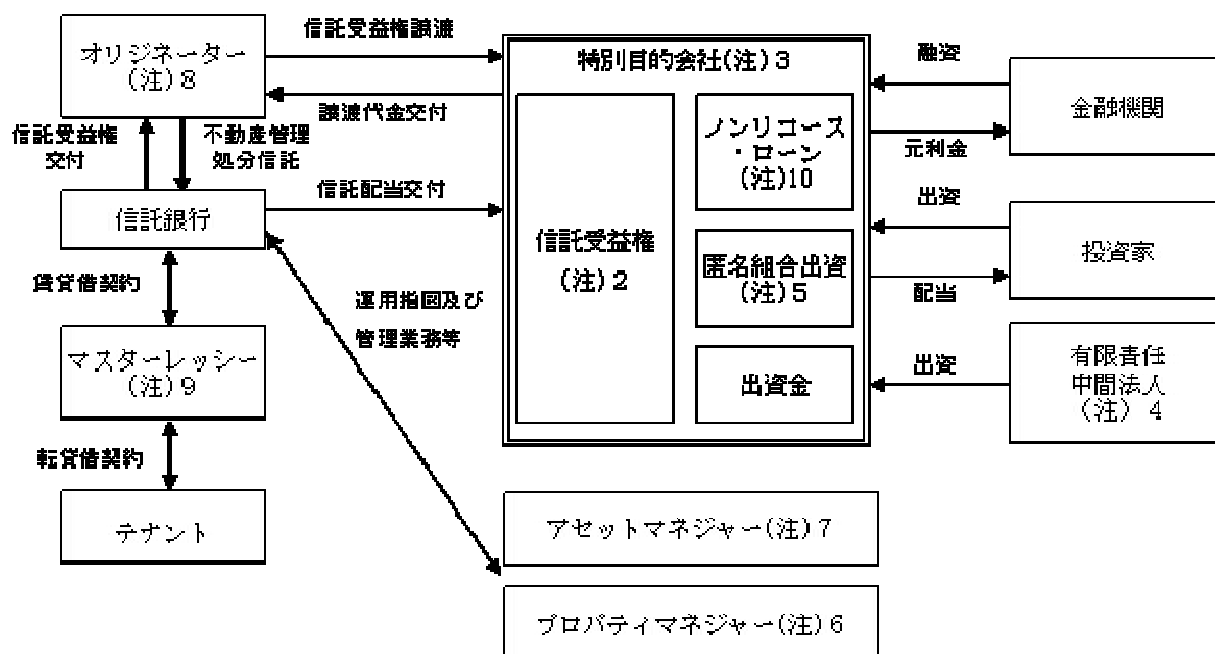 オリジネーター
(注) 8
信託受益権譲渡
譲渡代金交付
信託受益権
交付
不動産管理
処分信託
信託銀行
信託配当交付
賃貸借契約
マスターレッシー
(注) 9
転貸借契約
テナント
運用指図及び
管理業務等
特別目的会社(注) 3
信託受益権
(注) 2
ノンリコース
・ローン
(注)10
匿名組合出資
(注) 5
出資金
融資
元利金
金融機関
出資
配当
投資家
出資
有限責任
中間法人
(注) 4
アセットマネジャー(注) 7
プロパティマネジャー(注) 6